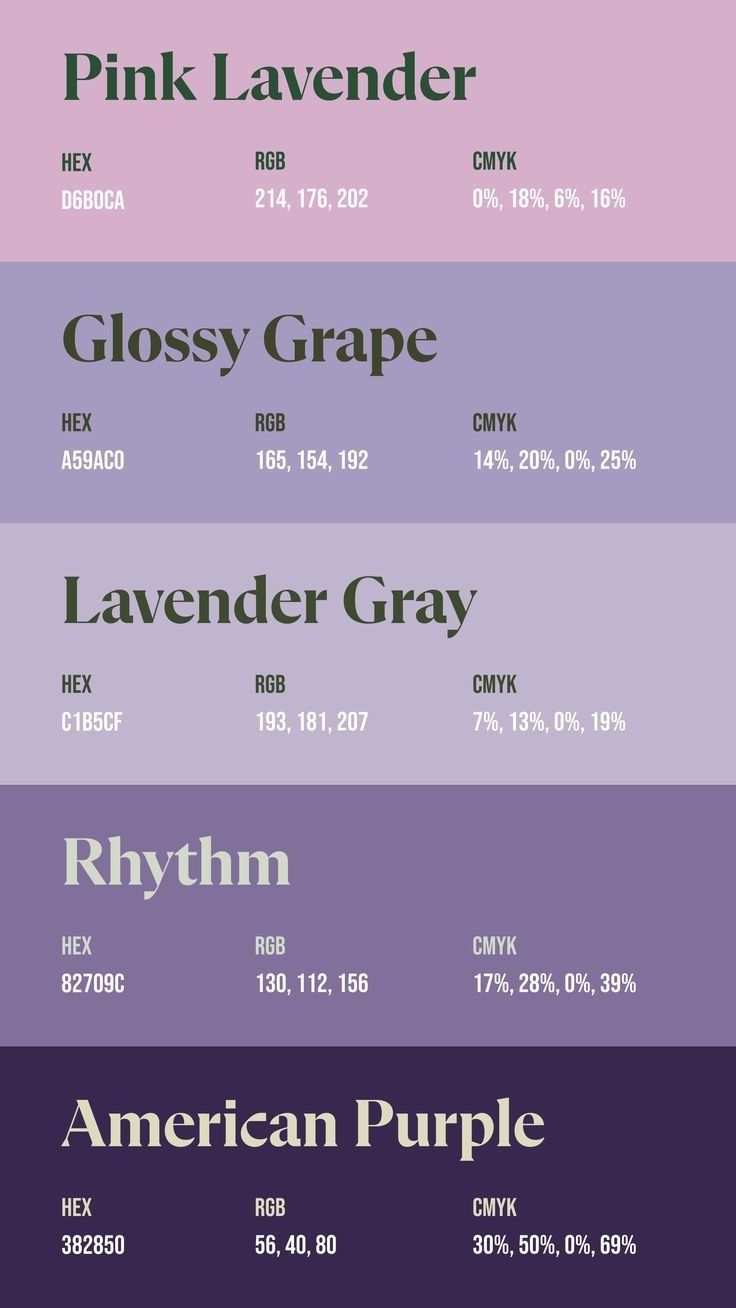 Pink Lavender
HEX RGB CMYK
D6B0CA 214, 176, 202 0%, 18%, 6%, 16%
Glossy Grape
HEX RGB CMYK
A59AC0 165, 154, 192 14%, 20%, 0%, 25%
Lavender Gray
HEX RGB CMYK
C1B5CF 193, 181, 207 7%, 13%, 0%, 19%
Rhythm
HEX RGB CMYK
82709C 130, 112, 156 17%, 28%, 0%, 39%
American Purple
HEX RGB CMYK
382850 56, 40, 80 30%, 50%, 0%, 69%